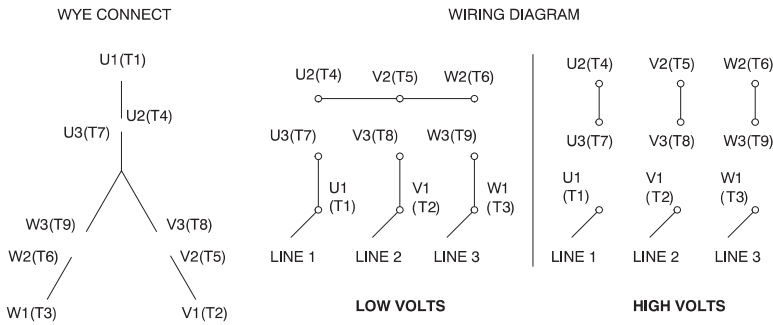 WYE CONNECT
U1(T1)
U2(T4)
U3(T7)
W3(T9)
V3(T8)
W2(T6)
V2(T5)
W1(T3)
V1(T2)
WIRING DIAGRAM
U2(T4) V2(T5) W2(T6)
U3(T7) V3(T8) W3(T9)
U1
(T1)
V1
(T2)
W1
(T3)
LINE 1 LINE 2 LINE 3
LOW VOLTS
U2(T4) V2(T5) W2(T6)
U3(T7) V3(T8) W3(T9)
U1
(T1)
V1
(T2)
W1
(T3)
LINE 1 LINE 2 LINE 3
HIGH VOLTS